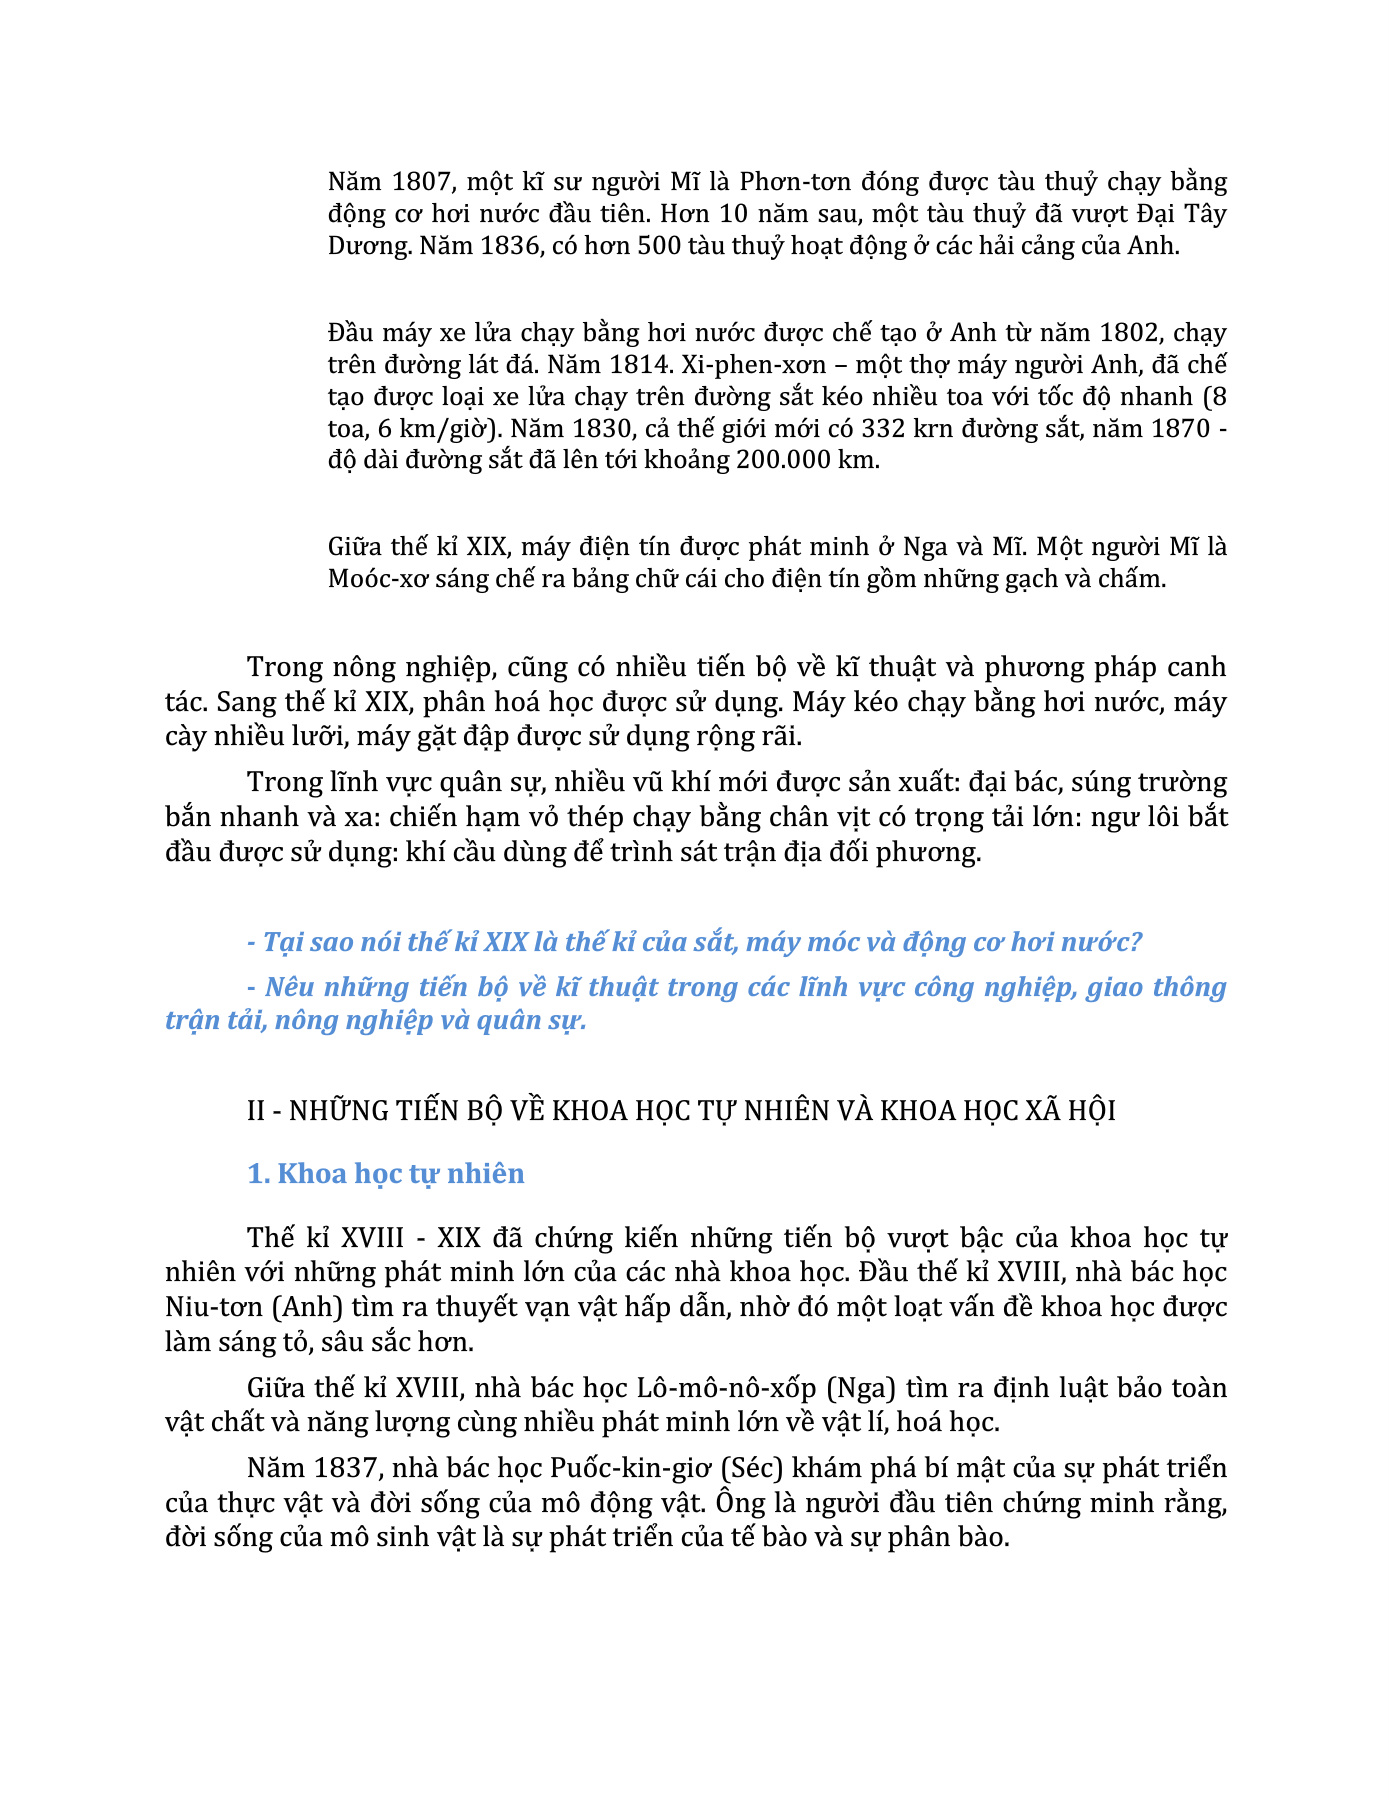 Năm 1807, một kĩ sư người Mĩ là Phơn-tơn đóng được tàu thuỷ chạy bằng
động cơ hơi nước đầu tiên. Hơn 10 năm sau, một tàu thuỷ đã vượt Đại Tây
Dương. Năm 1836, có hơn 500 tàu thuỷ hoạt động ở các hải cảng của Anh.
Đầu máy xe lửa chạy bằng hơi nước được chế tạo ở Anh từ năm 1802, chạy
trên đường lát đá. Năm 1814. Xi-phen-xơn – một thợ máy người Anh, đã chế
tạo được loại xe lửa chạy trên đường sắt kéo nhiều toa với tốc độ nhanh (8
toa, 6 km/giờ). Năm 1830, cả thế giới mới có 332 krn đường sắt, năm 1870 -
độ dài đường sắt đã lên tới khoảng 200.000 km.
Giữa thế kỉ XIX, máy điện tín được phát minh ở Nga và Mĩ. Một người Mĩ là
Moóc-xơ sáng chế ra bảng chữ cái cho điện tín gồm những gạch và chấm.
Trong nông nghiệp, cũng có nhiều tiến bộ về kĩ thuật và phương pháp canh
tác. Sang thế kỉ XIX, phân hoá học được sử dụng. Máy kéo chạy bằng hơi nước, máy
cày nhiều lưỡi, máy gặt đập được sử dụng rộng rãi.
Trong lĩnh vực quân sự, nhiều vũ khí mới được sản xuất: đại bác, súng trường
bắn nhanh và xa: chiến hạm vỏ thép chạy bằng chân vịt có trọng tải lớn: ngư lôi bắt
đầu được sử dụng: khí cầu dùng để trình sát trận địa đối phương.
- Tại sao nói thế kỉ XIX là thế kỉ của sắt, máy móc và động cơ hơi nước?
- Nêu những tiến bộ về kĩ thuật trong các lĩnh vực công nghiệp, giao thông
trận tải, nông nghiệp và quân sự.
II - NHỮNG TIẾN BỘ VỀ KHOA HỌC TỰ NHIÊN VÀ KHOA HỌC XÃ HỘI
1. Khoa học tự nhiên
Thế kỉ XVIII - XIX đã chứng kiến những tiến bộ vượt bậc của khoa học tự
nhiên với những phát minh lớn của các nhà khoa học. Đầu thế kỉ XVIII, nhà bác học
Niu-tơn (Anh) tìm ra thuyết vạn vật hấp dẫn, nhờ đó một loạt vấn đề khoa học được
làm sáng tỏ, sâu sắc hơn.
Giữa thế kỉ XVIII, nhà bác học Lô-mô-nô-xốp (Nga) tìm ra định luật bảo toàn
vật chất và năng lượng cùng nhiều phát minh lớn về vật lí, hoá học.
Năm 1837, nhà bác học Puốc-kin-giơ (Séc) khám phá bí mật của sự phát triển
của thực vật và đời sống của mô động vật. Ông là người đầu tiên chứng minh rằng,
đời sống của mô sinh vật là sự phát triển của tế bào và sự phân bào.